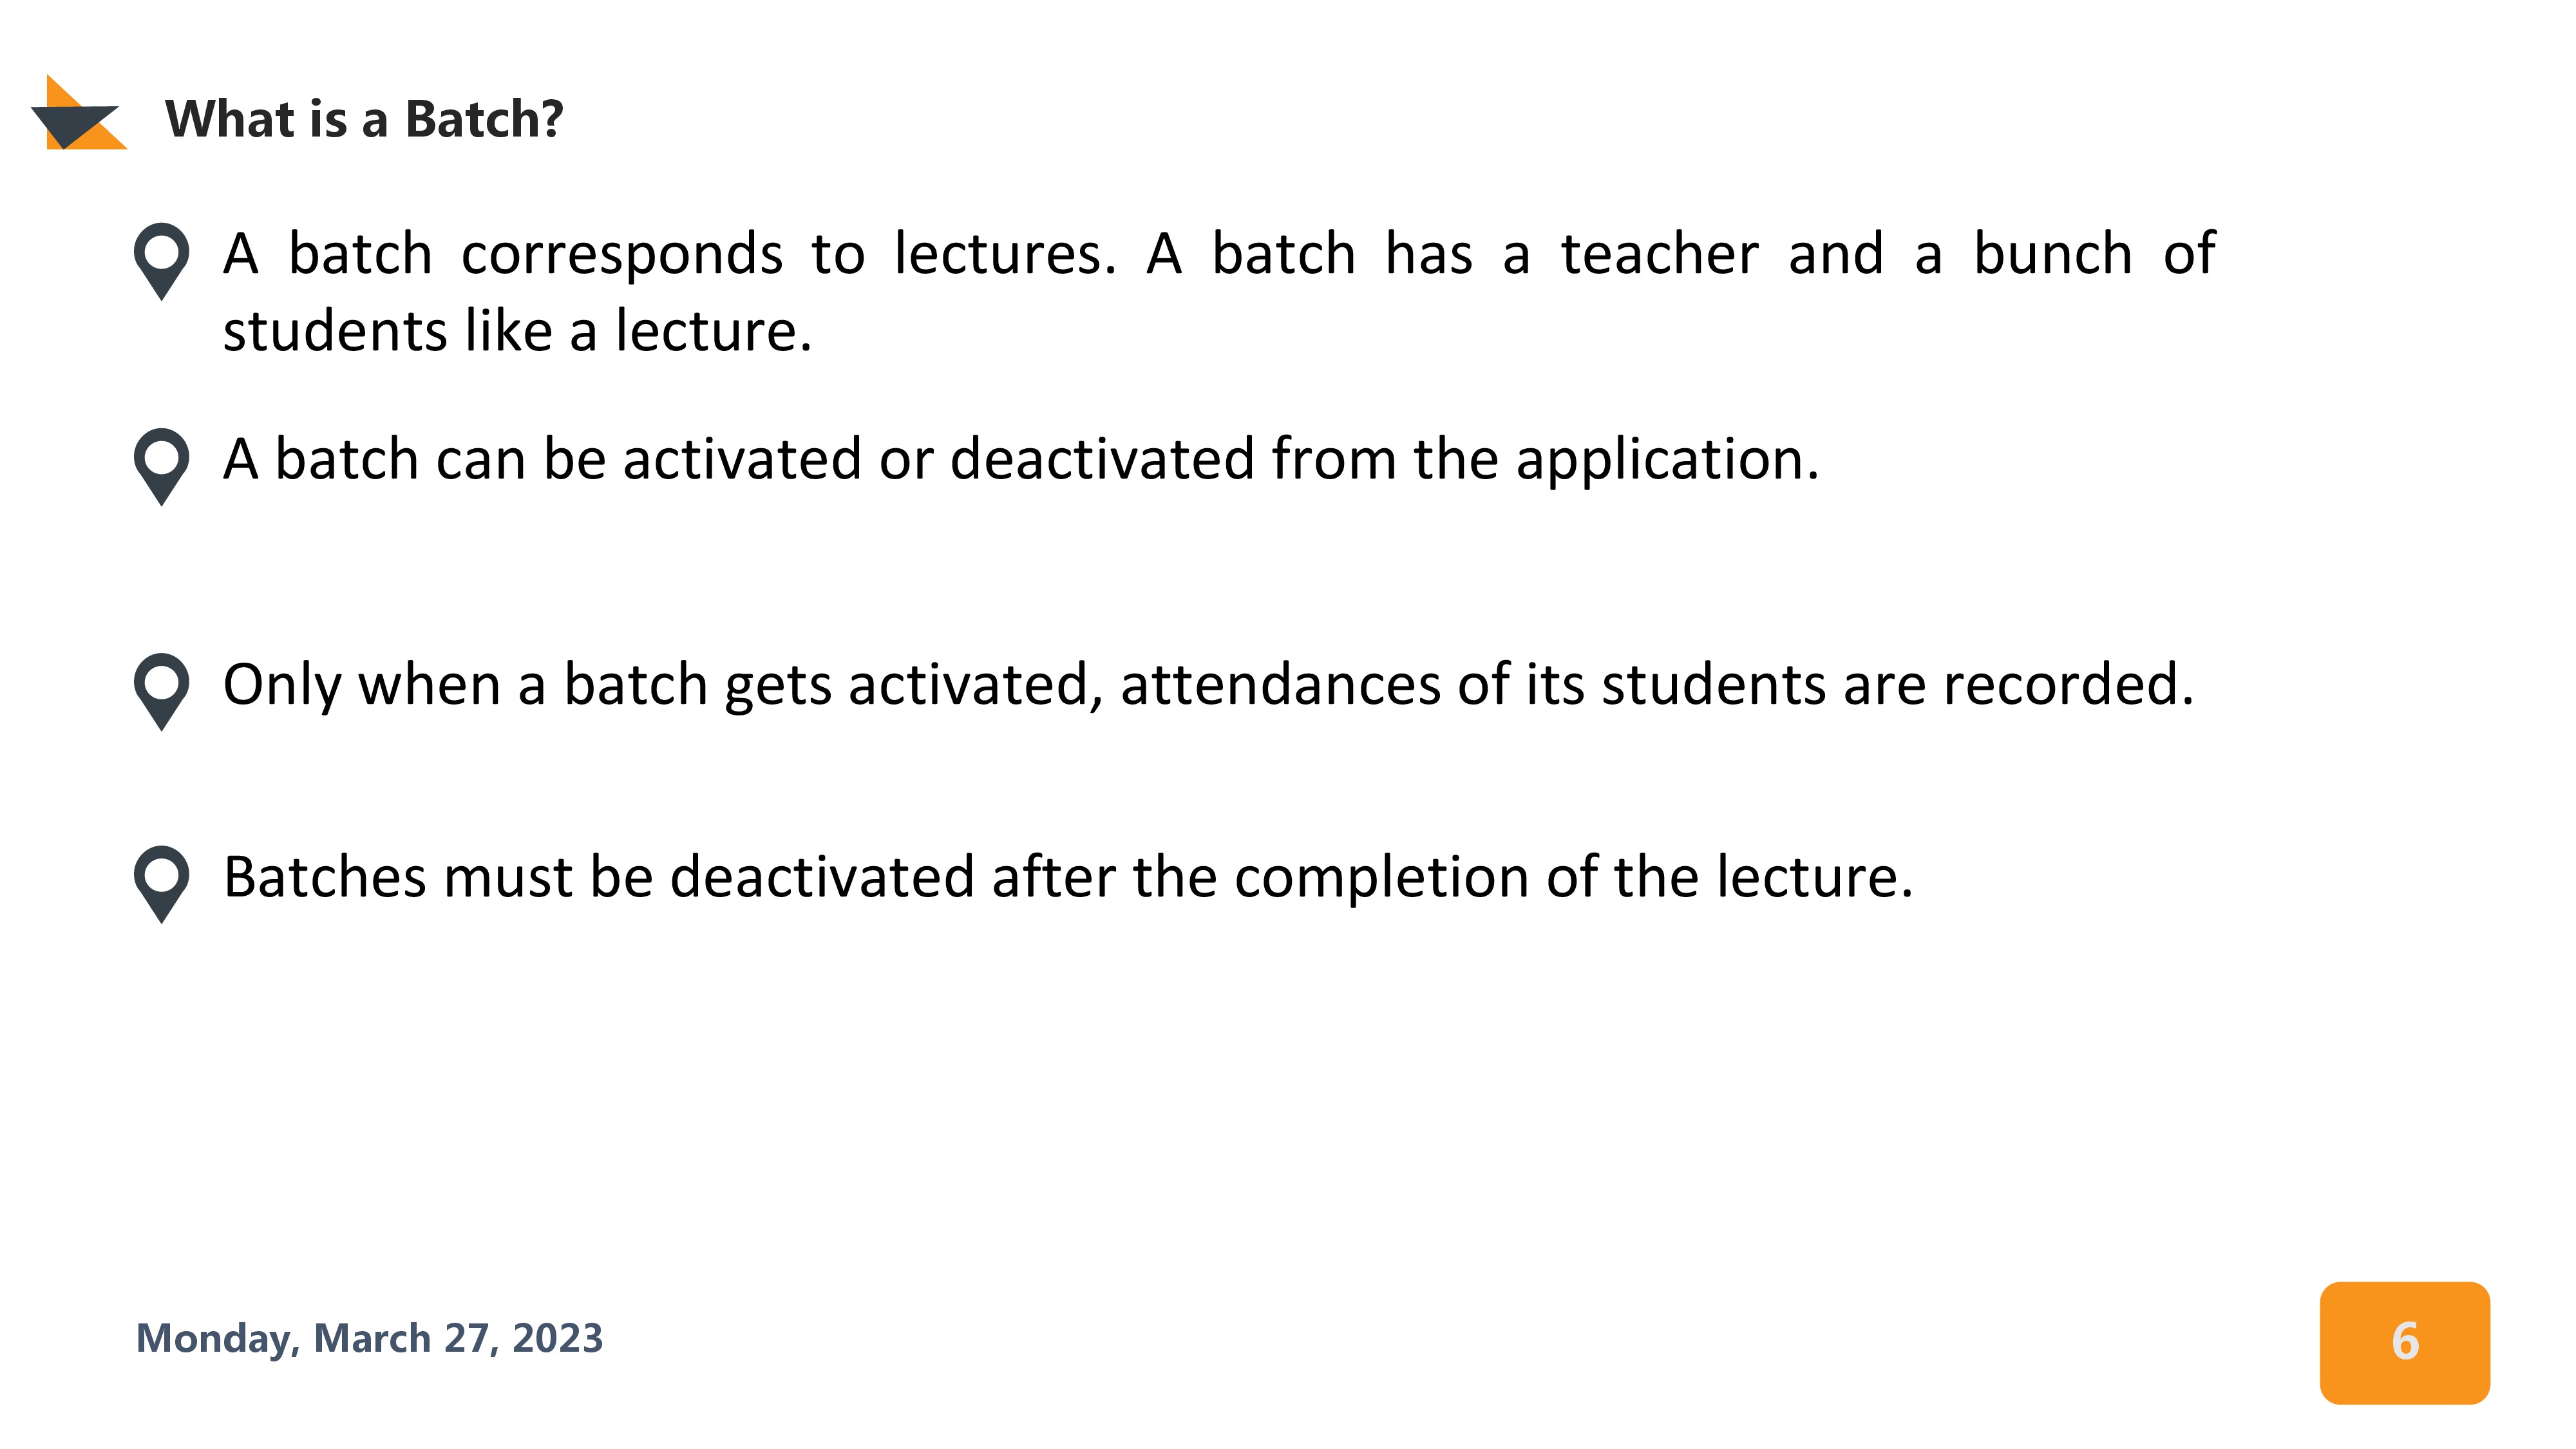 What is a Batch?
A batch corresponds to lectures. A batch has a teacher and a bunch of
students like a lecture.
A batch can be activated or deactivated from the application.
Only when a batch gets activated, attendances of its students are recorded.
Batches must be deactivated after the completion of the lecture.
Monday, March 27, 2023
6